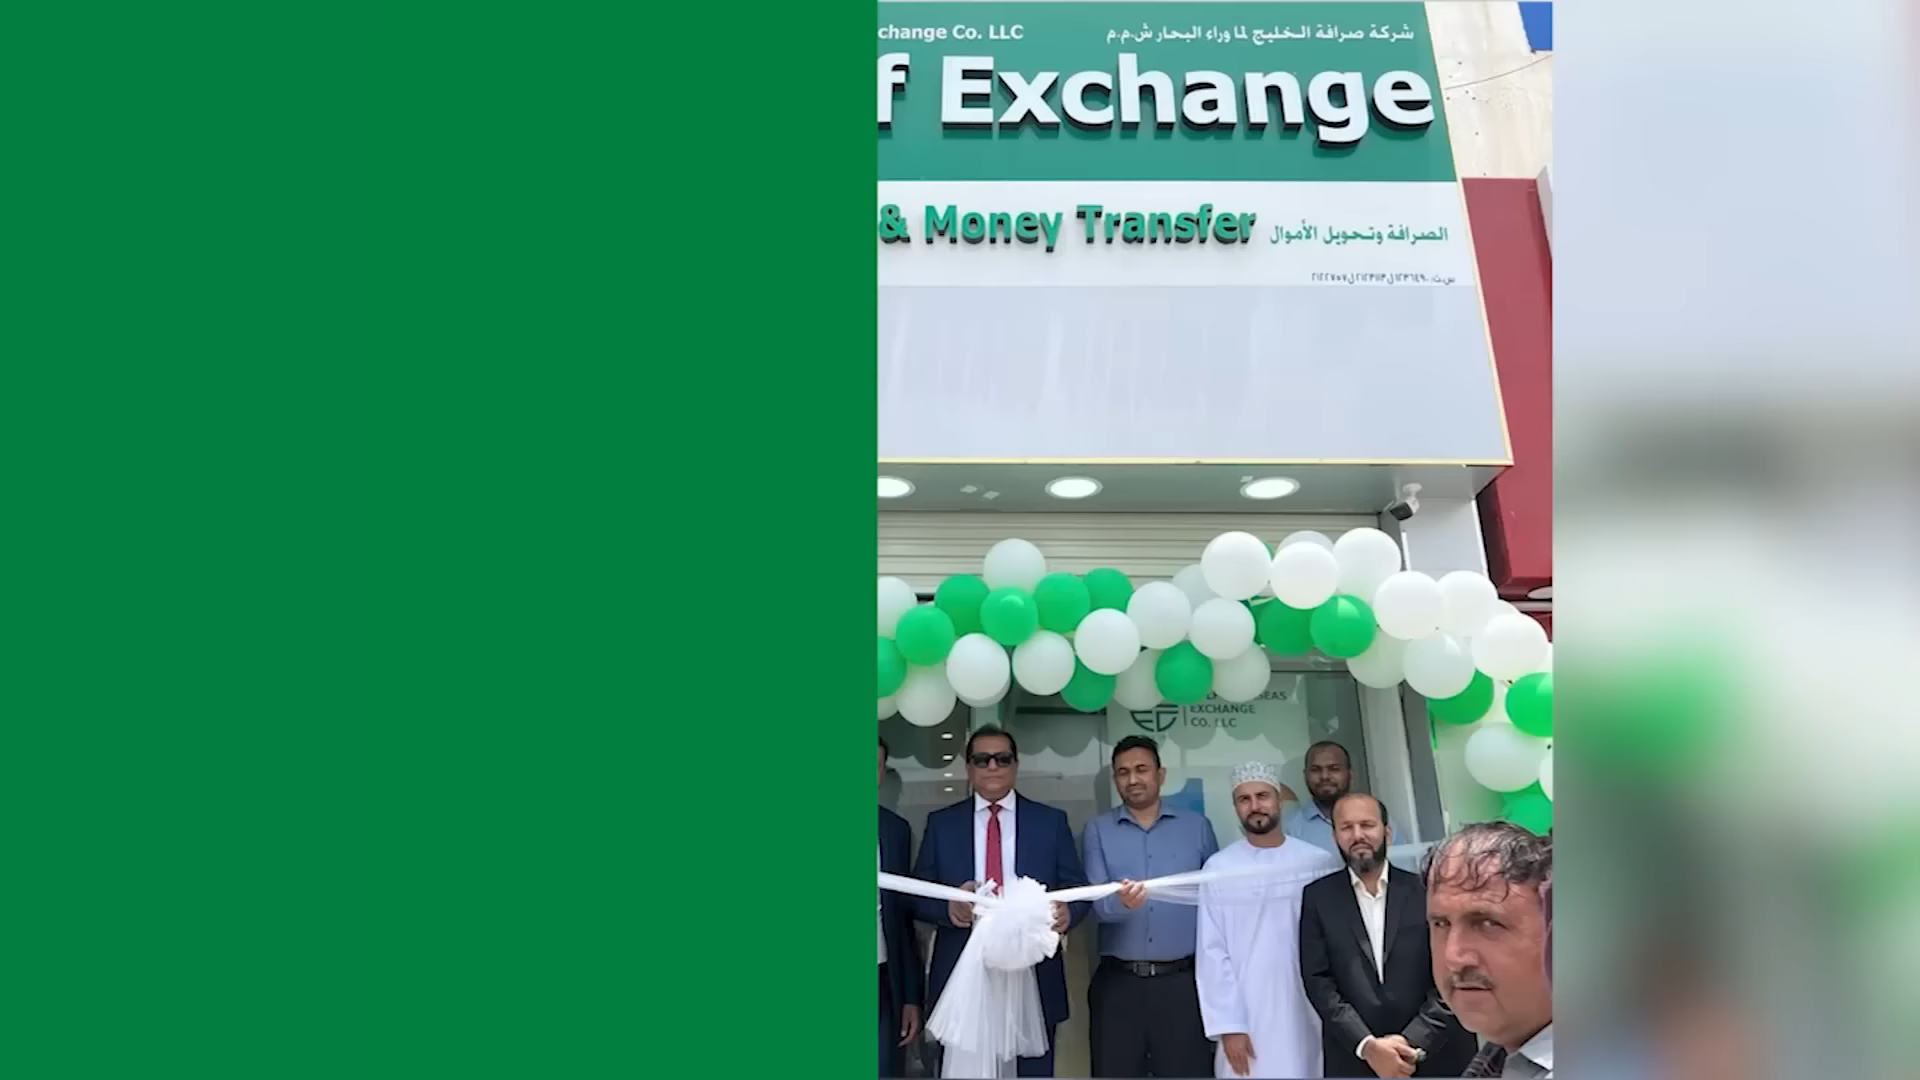 change Co. LLC
شركة صرافة الخليج لما وراء البحار ش.م.م
f Exchange
& Money Transfer
الصرافة وتحويل الأموال
EXCHANGE
CO. LLC